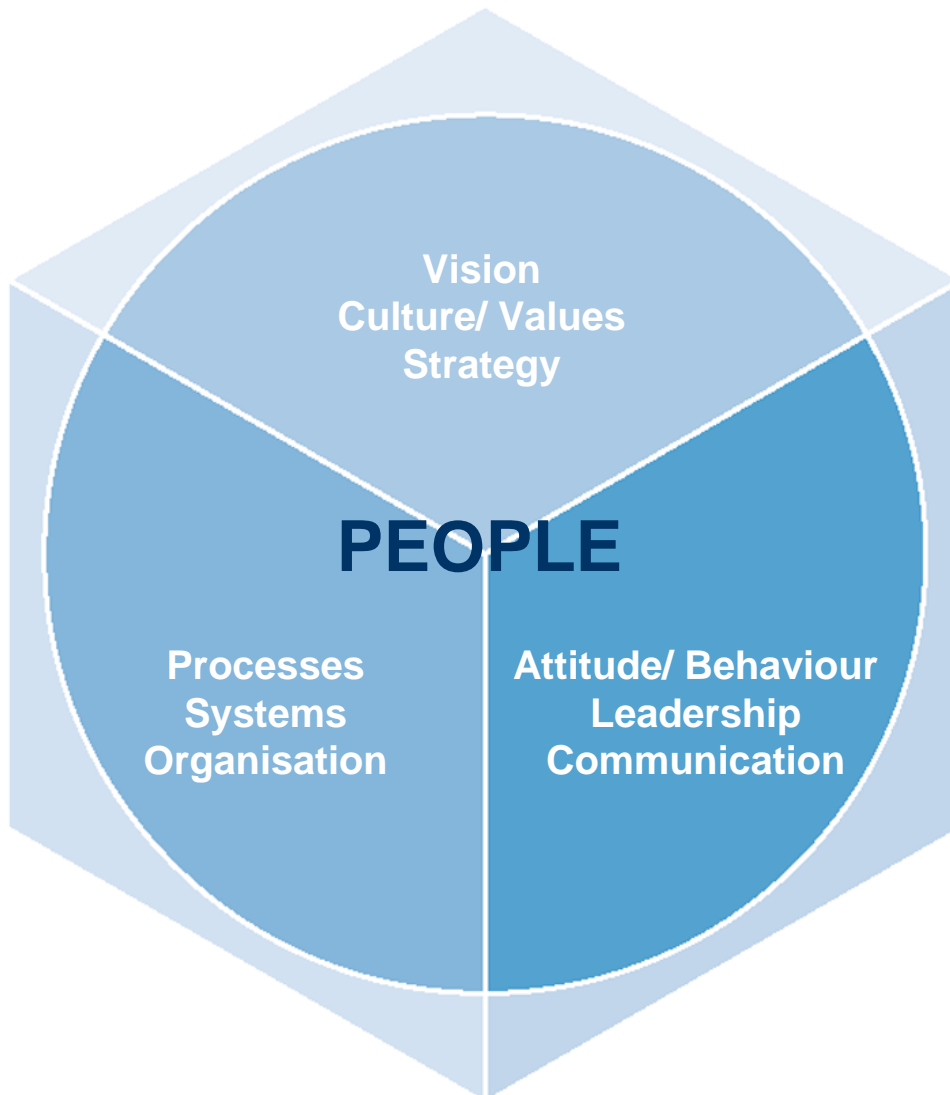 Vision
Culture/ Values
Strategy
PEOPLE
Processes
Systems
Organisation
Attitude/ Behaviour
Leadership
Communication